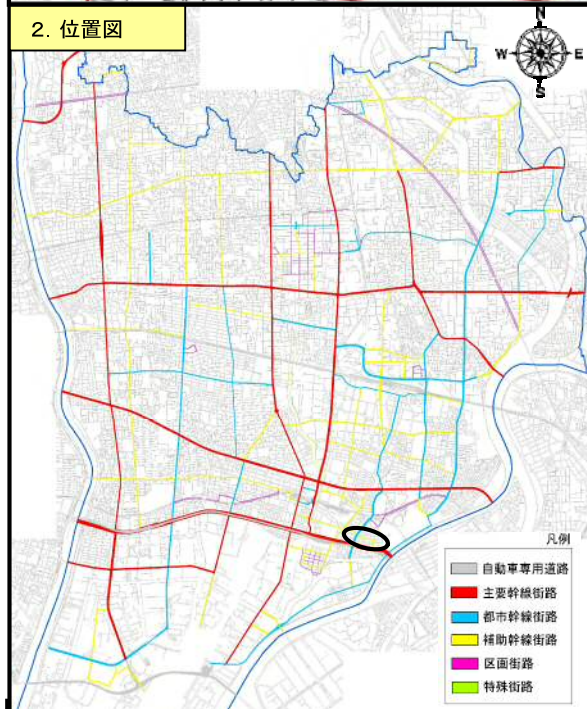 2．位置図
N
W
E
S
凡例
自動車専用道路
主要幹線街路
都市幹線街路
補助幹線街路
区画街路
特殊街路